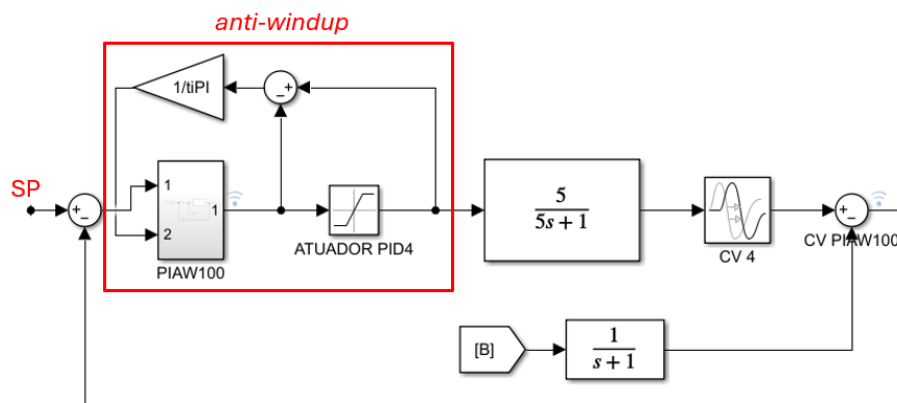 anti-windup
1/tiPI
+
−
SP
+
−
1
2
1
PIAW100
ATUADOR PID4
5
5s + 1
CV 4
+
−
CV PIAW100
[B]
1
s + 1